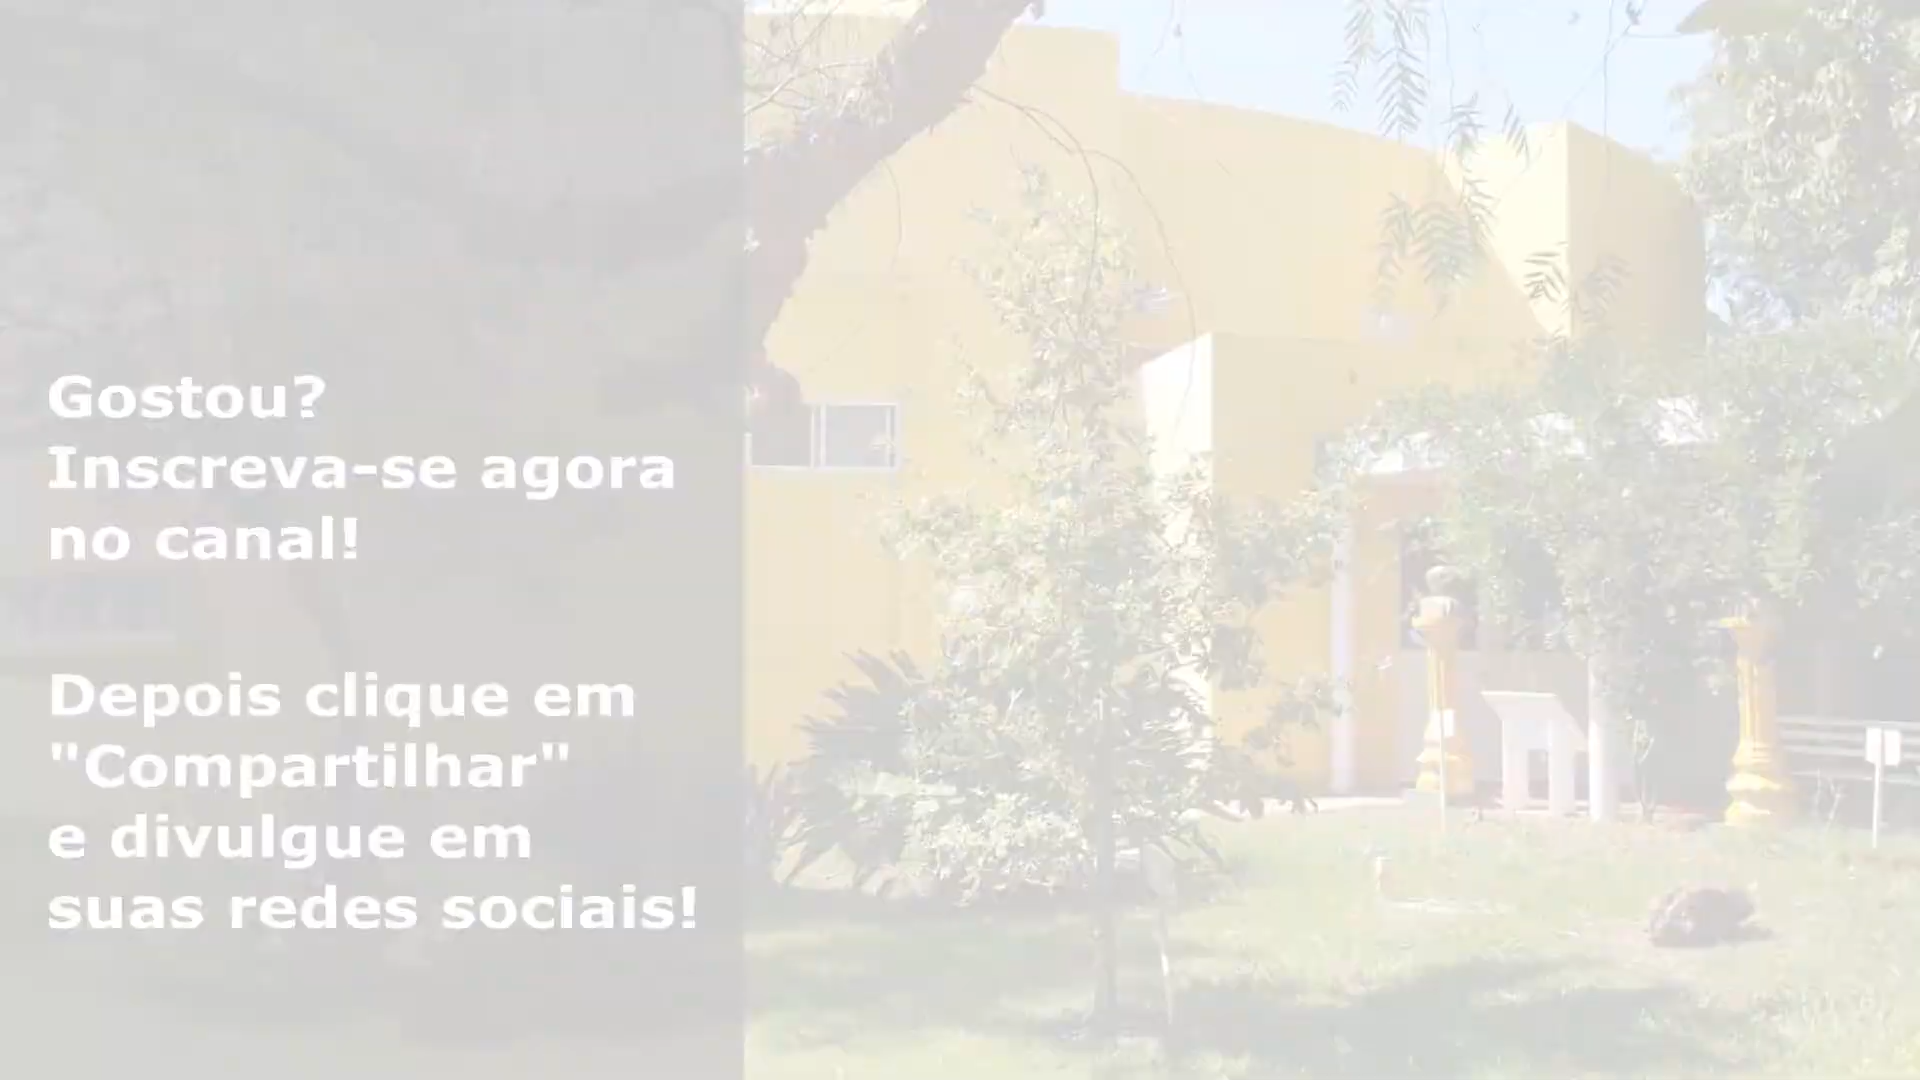 Gostou?
Inscreva-se agora
no canal!
Depois clique em
"Compartilhar"
e divulgue em
suas redes sociais!